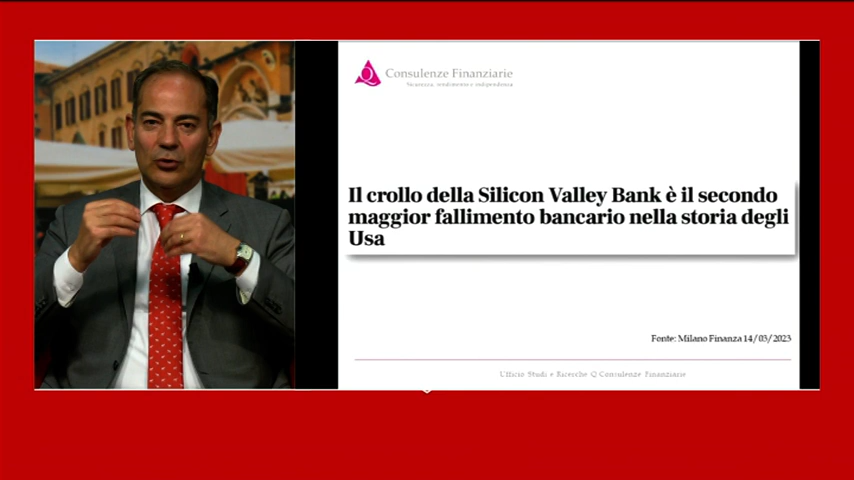 Q Consulenze Finanziarie
Sicurezza, rendimento e indipendenza
Il crollo della Silicon Valley Bank è il secondo
maggior fallimento bancario nella storia degli
Usa
Fonte: Milano Finanza 14/03/2023
Ufficio Studi e Ricerche Q Consulenze Finanziarie